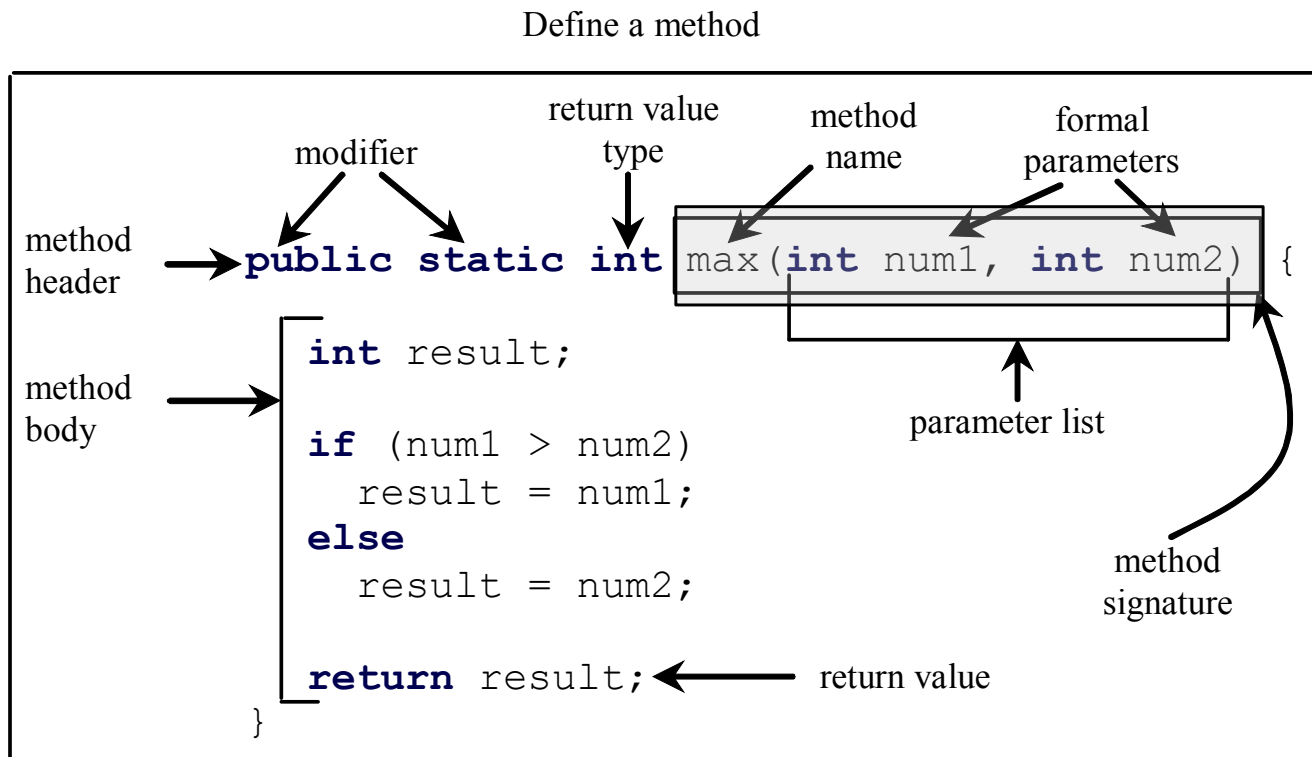 Define a method
return value
type
method
name
formal
parameters
modifier
method
header
public static int max(int num1, int num2) {
int result;
method
body
parameter list
if (num1 > num2)
result = num1;
else
result = num2;
method
signature
return result;
return value
}